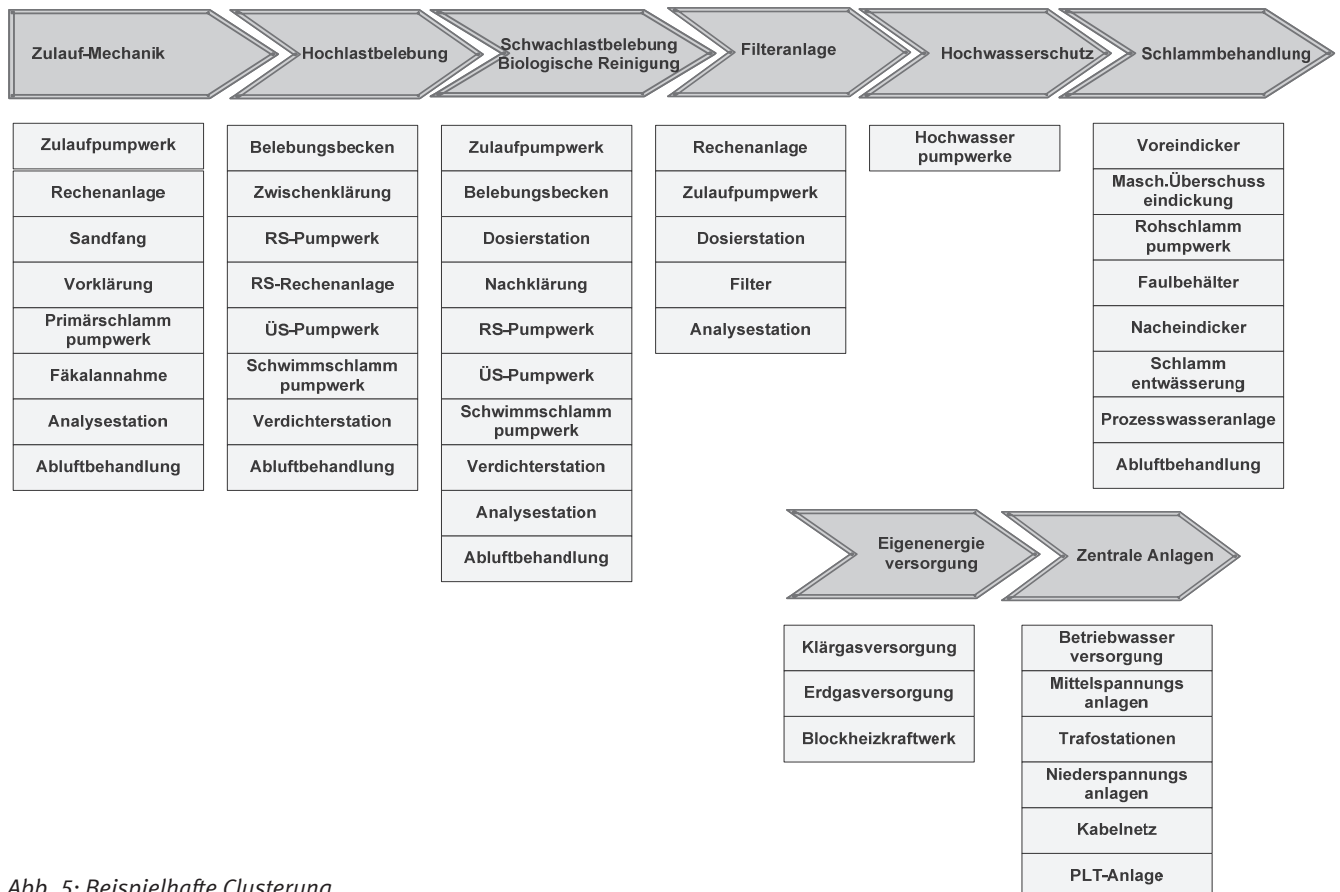 Zulauf-Mechanik
Hochlastbelebung
Schwachlastbelebung
Biologische Reinigung
Filteranlage
Hochwasserschutz
Schlammbehandlung
Zulaufpumpwerk
Rechenanlage
Sandfang
Vorklärung
Primärschlamm
pumpwerk
Fäkalannahme
Analysestation
Abluftbehandlung
Belebungsbecken
Zwischenklärung
RS-Pumpwerk
RS-Rechenanlage
ÜS-Pumpwerk
Schwimmschlamm
pumpwerk
Verdichterstation
Abluftbehandlung
Zulaufpumpwerk
Belebungsbecken
Dosierstation
Nachklärung
RS-Pumpwerk
ÜS-Pumpwerk
Schwimmschlamm
pumpwerk
Verdichterstation
Analysestation
Abluftbehandlung
Rechenanlage
Zulaufpumpwerk
Dosierstation
Filter
Analysestation
Hochwasser
pumpwerke
Voreindicker
Masch.Überschuss
eindickung
Rohschlamm
pumpwerk
Faulbehälter
Nacheindicker
Schlamm
entwässerung
Prozesswasseranlage
Abluftbehandlung
Eigenenergie
versorgung
Zentrale Anlagen
Klärgasversorgung
Erdgasversorgung
Blockheizkraftwerk
Betriebwasser
versorgung
Mittelspannungs
anlagen
Trafostationen
Niederspannungs
anlagen
Kabelnetz
PLT-Anlage
Abb. 5: Beispielhafte Clusterung